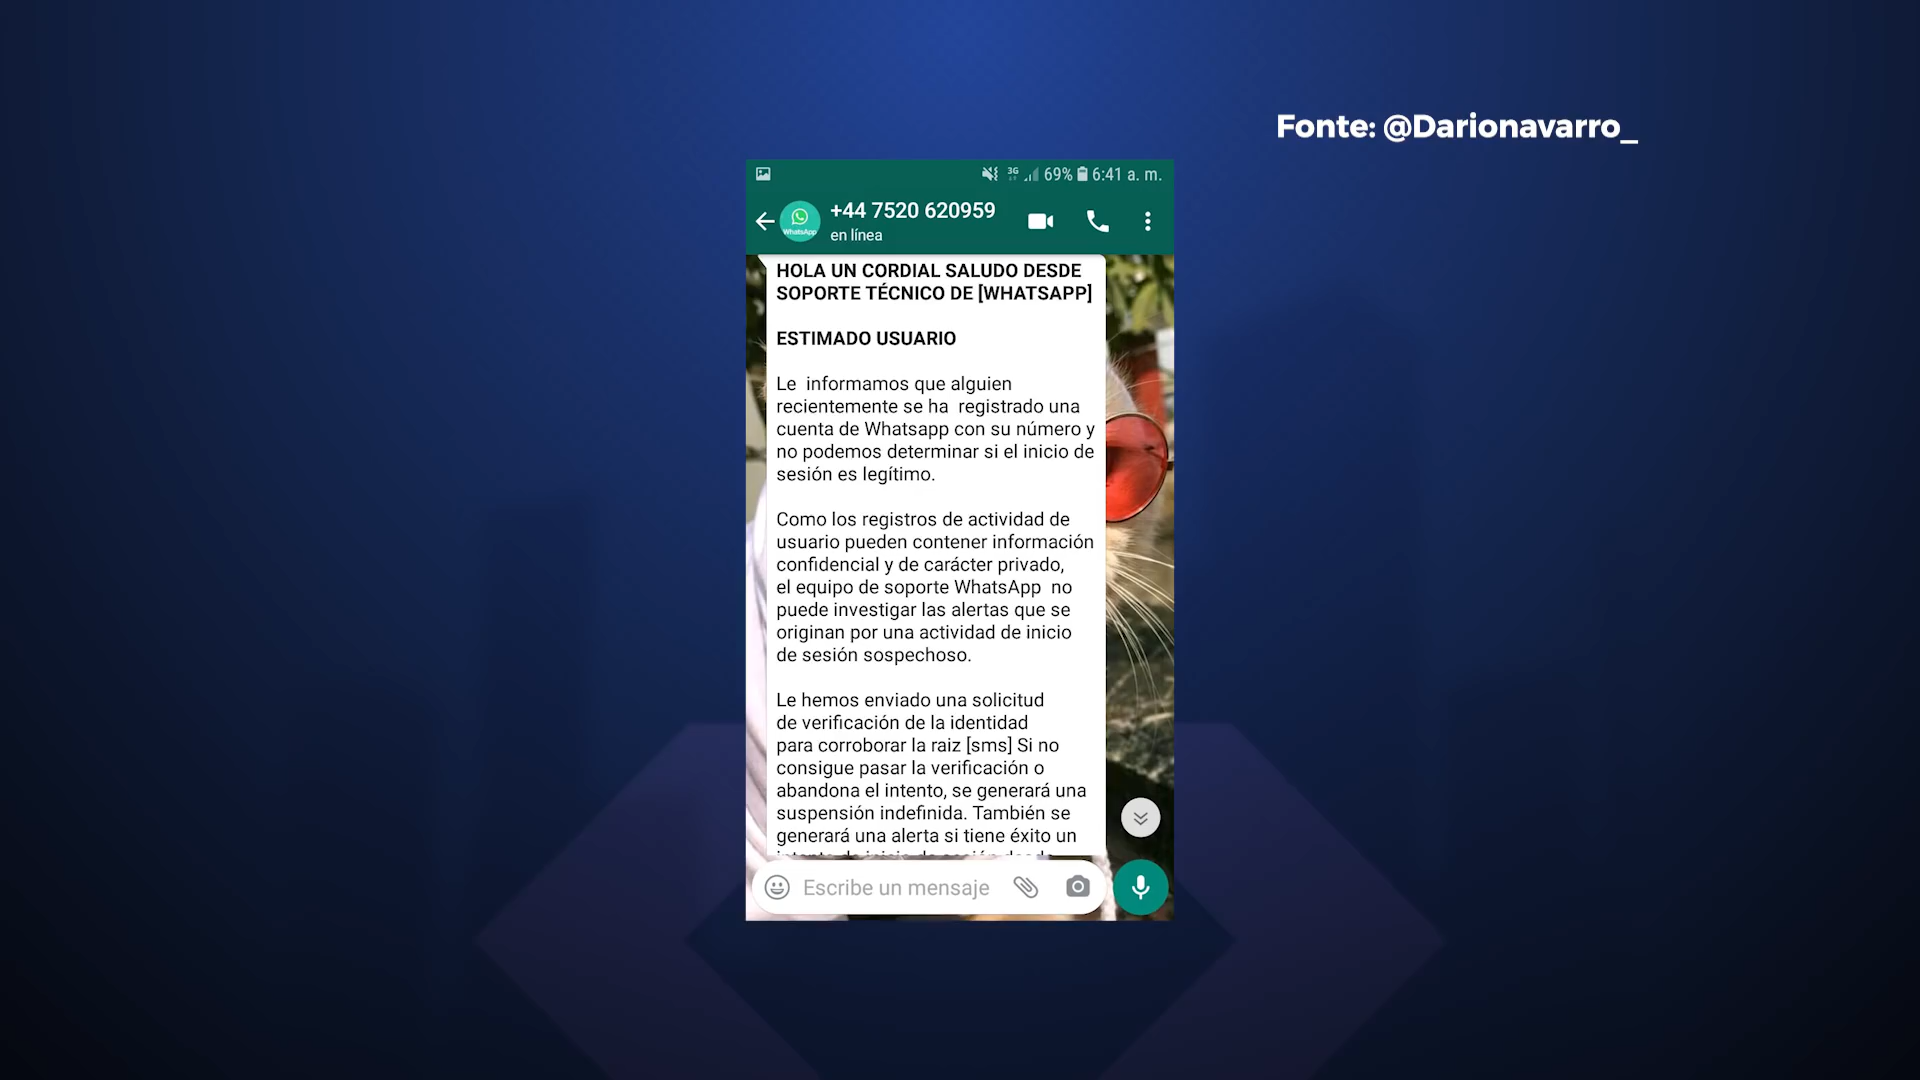 Fonte: @Darionavarro_
3G 69% 6:41 a. m.
+44 7520 620959
WhatsApp
en línea
HOLA UN CORDIAL SALUDO DESDE
SOPORTE TÉCNICO DE [WHATSAPP]
ESTIMADO USUARIO
Le  informamos que alguien
recientemente se ha  registrado una
cuenta de Whatsapp con su número y
no podemos determinar si el inicio de
sesión es legítimo.
Como los registros de actividad de
usuario pueden contener información
confidencial y de carácter privado,
el equipo de soporte WhatsApp  no
puede investigar las alertas que se
originan por una actividad de inicio
de sesión sospechoso.
Le hemos enviado una solicitud
de verificación de la identidad
para corroborar la raiz [sms] Si no
consigue pasar la verificación o
abandona el intento, se generará una
suspensión indefinida. También se
generará una alerta si tiene éxito un
Escribe un mensaje